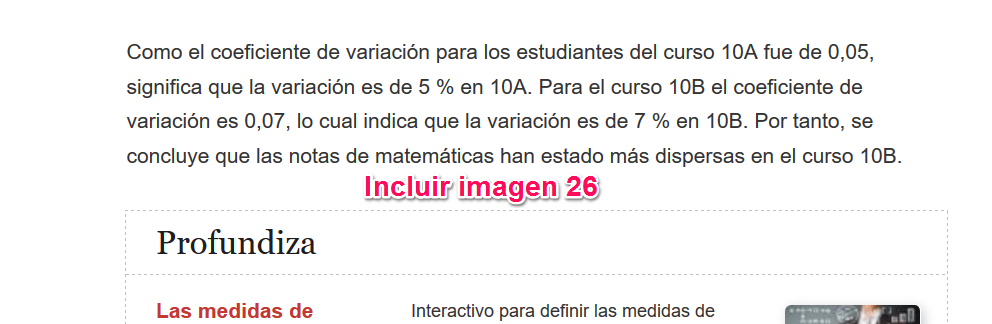 Como el coeficiente de variación para los estudiantes del curso 10A fue de 0,05,
significa que la variación es de 5 % en 10A. Para el curso 10B el coeficiente de
variación es 0,07, lo cual indica que la variación es de 7 % en 10B. Por tanto, se
concluye que las notas de matemáticas han estado más dispersas en el curso 10B.
Incluir imagen 26
Profundiza
Las medidas de
Interactivo para definir las medidas de